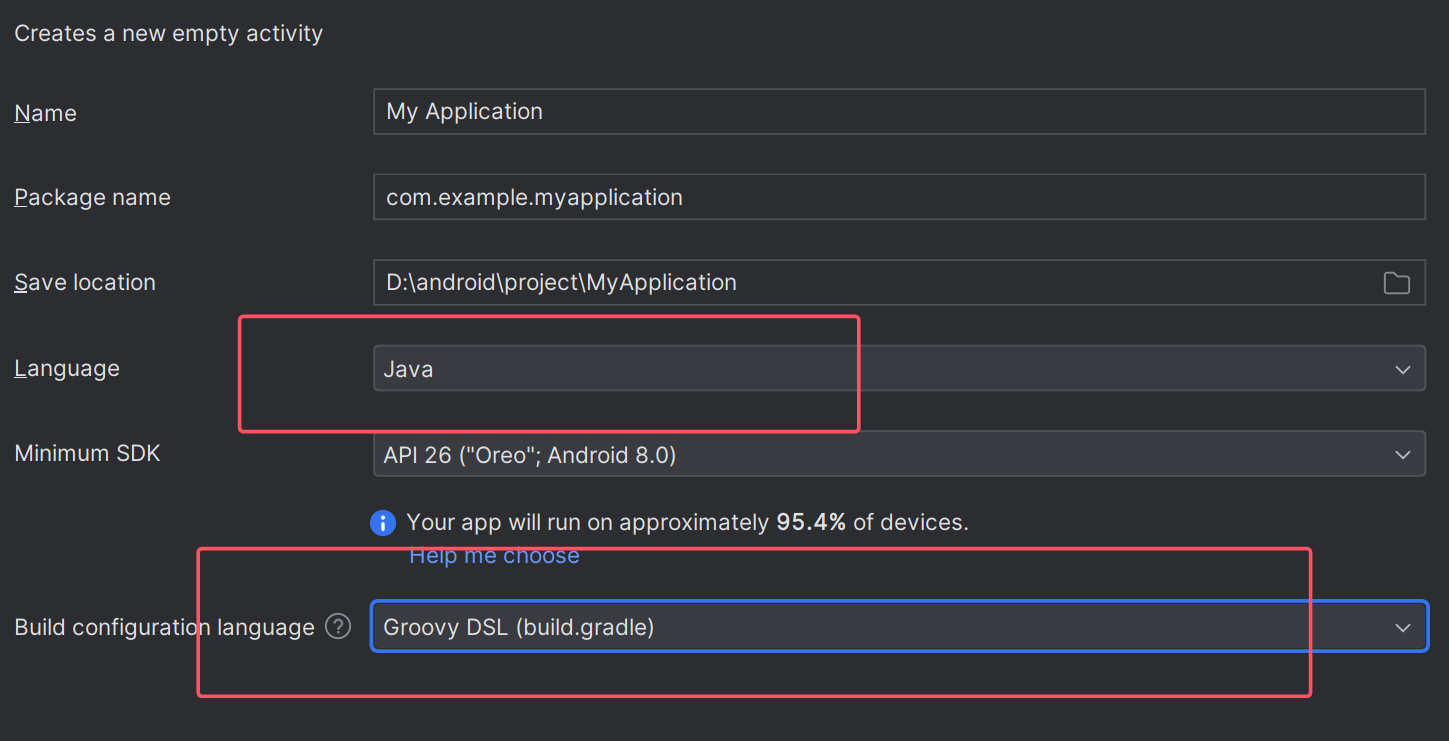 Creates a new empty activity
Name
My Application
Package name
com.example.myapplication
Save location
D:\android\project\MyApplication
Language
Java
Minimum SDK
API 26 ("Oreo"; Android 8.0)
Your app will run on approximately 95.4% of devices.
Help me choose
Build configuration language
Groovy DSL (build.gradle)